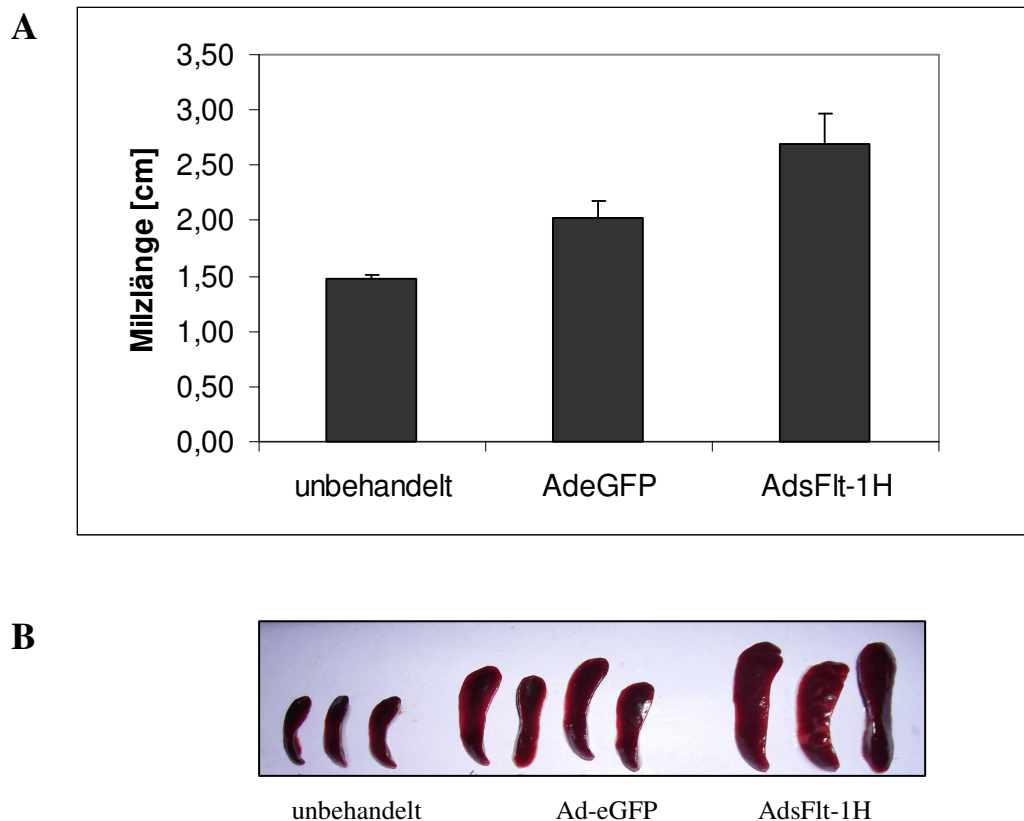 A
3,50
3,00
2,50
2,00
1,50
1,00
0,50
0,00
Milzlänge [cm]
unbehandelt AdeGFP AdsFlt-1H
B
unbehandelt Ad-eGFP AdsFlt-1H